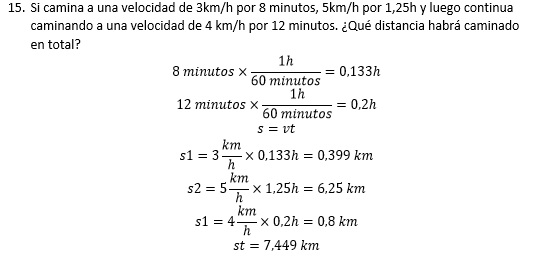 15. Si camina a una velocidad de 3km/h por 8 minutos, 5km/h por 1,25h y luego continua
caminando a una velocidad de 4 km/h por 12 minutos. ¿Qué distancia habrá caminado
en total?
8 minutos × 1h / 60 minutos = 0,133h
12 minutos × 1h / 60 minutos = 0,2h
s = vt
s1 = 3 km/h × 0,133h = 0,399 km
s2 = 5 km/h × 1,25h = 6,25 km
s1 = 4 km/h × 0,2h = 0,8 km
st = 7,449 km